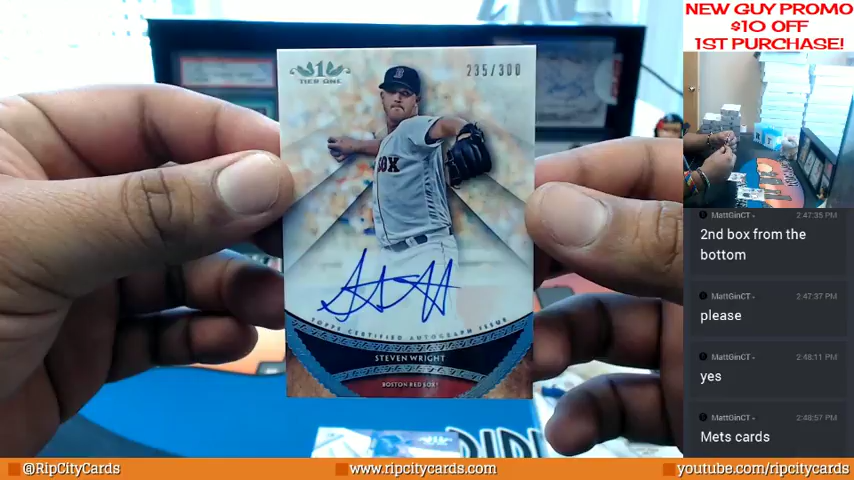 NEW GUY PROMO
$10 OFF
1ST PURCHASE!
1
TIER ONE
235/300
B
SOX
TOPPS CERTIFIED AUTOGRAPH ISSUE
STEVEN WRIGHT
BOSTON RED SOX®
MattGinCT 2:47:35 PM
2nd box from the
bottom
MattGinCT 2:47:37 PM
please
MattGinCT 2:48:11 PM
yes
MattGinCT 2:48:57 PM
Mets cards
@RipCityCards
www.ripcitycards.com
youtube.com/ripcitycards